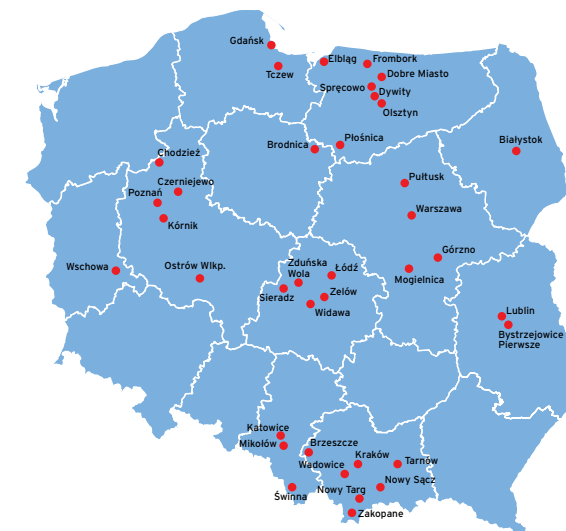 Gdańsk
Tczew
Elbląg
Frombork
Dobre Miasto
Spręcowo
Dywity
Olsztyn
Brodnica
Płośnica
Białystok
Chodzież
Czerniejewo
Poznań
Kórnik
Pułtusk
Warszawa
Górzno
Mogielnica
Wschowa
Ostrów Wlkp.
Zduńska
Wola
Łódź
Sieradz
Zelów
Widawa
Lublin
Bystrzejowice
Pierwsze
Katowice
Mikołów
Brzeszcze
Kraków
Tarnów
Wadowice
Nowy Sącz
Świnna
Nowy Targ
Zakopane